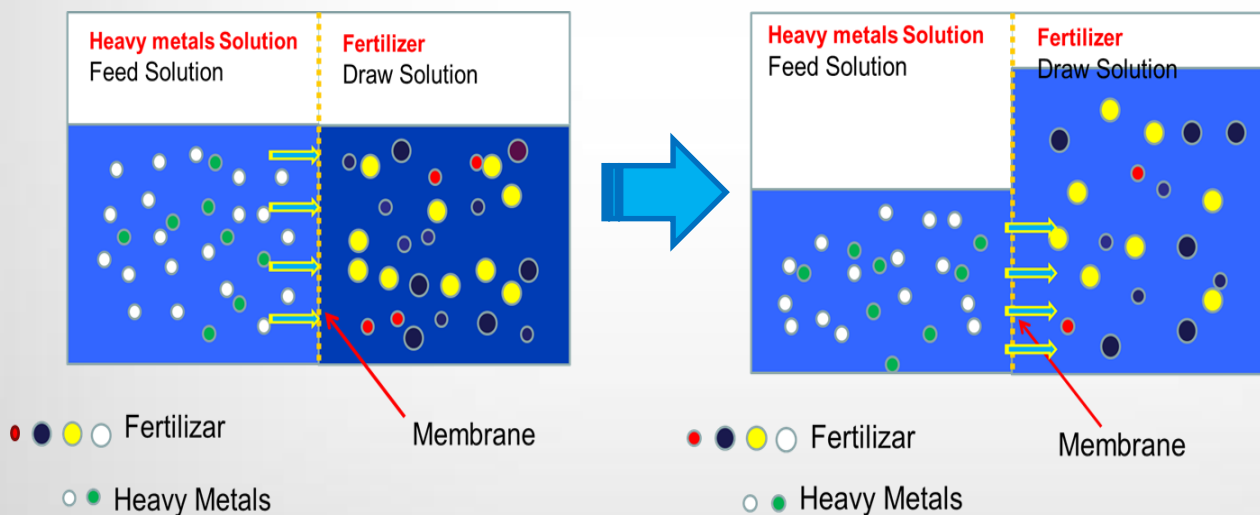 Heavy metals Solution
Feed Solution
Fertilizer
Draw Solution
Fertilizar
Heavy Metals
Membrane
Heavy metals Solution
Feed Solution
Fertilizer
Draw Solution
Fertilizar
Heavy Metals
Membrane